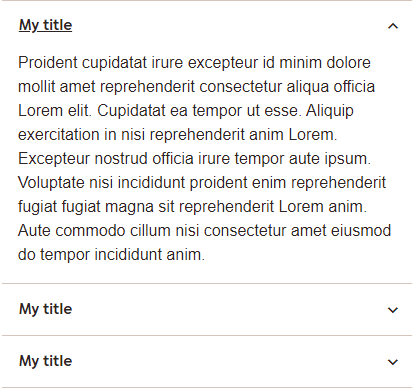 My title
Proident cupidatat irure excepteur id minim dolore
mollit amet reprehenderit consectetur aliqua officia
Lorem elit. Cupidatat ea tempor ut esse. Aliquip
exercitation in nisi reprehenderit anim Lorem.
Excepteur nostrud officia irure tempor aute ipsum.
Voluptate nisi incididunt proident enim reprehenderit
fugiat fugiat magna sit reprehenderit Lorem anim.
Aute commodo cillum nisi consectetur amet eiusmod
do tempor incididunt anim.
My title
My title